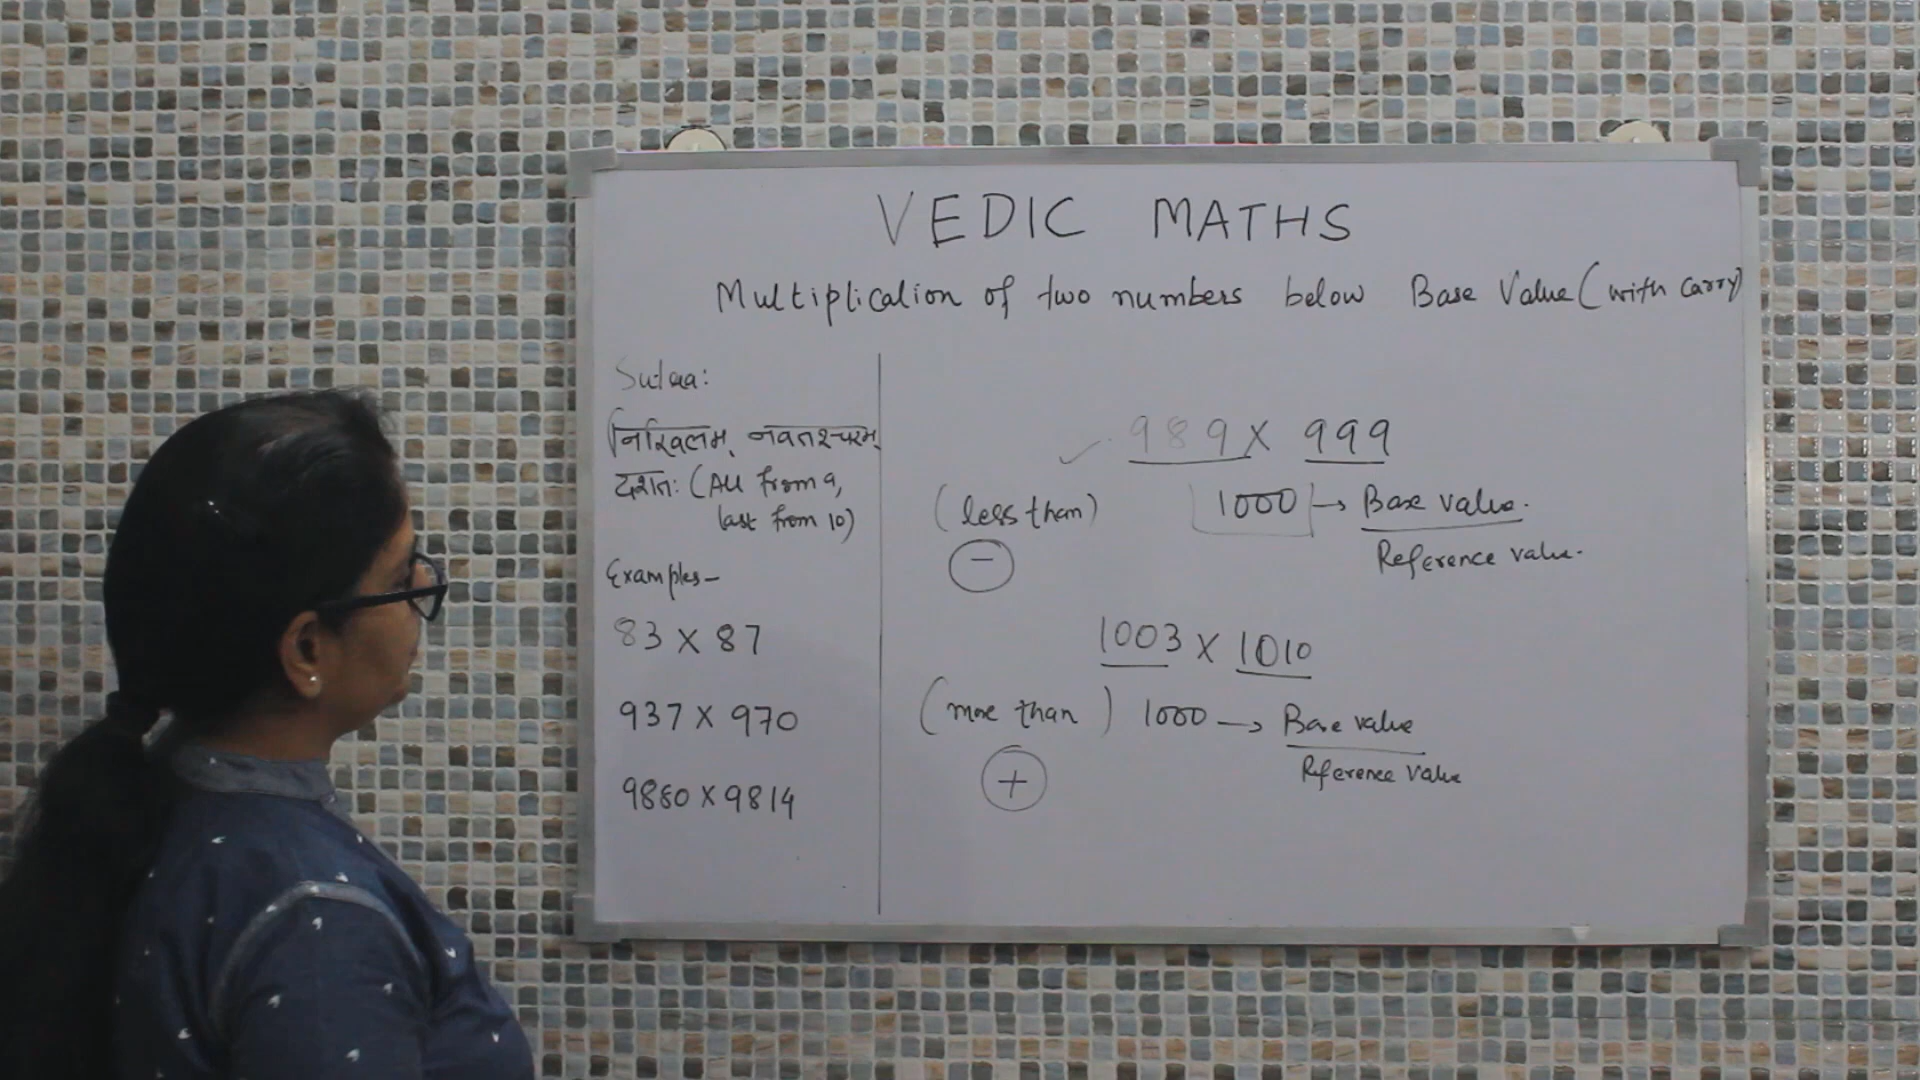 VEDIC MATHS
Multiplication of two numbers below Base Value (with carry)
Sutra:
निखिलम् नवतश्चरमम्
दशतः (All from 9,
last from 10)
Examples-
83 X 87
937 X 970
9880 X 9814
989 X 999
(less than) 1000 → Base value.
Reference value.
−
1003 X 1010
(more than) 1000 → Base value
Reference value
+